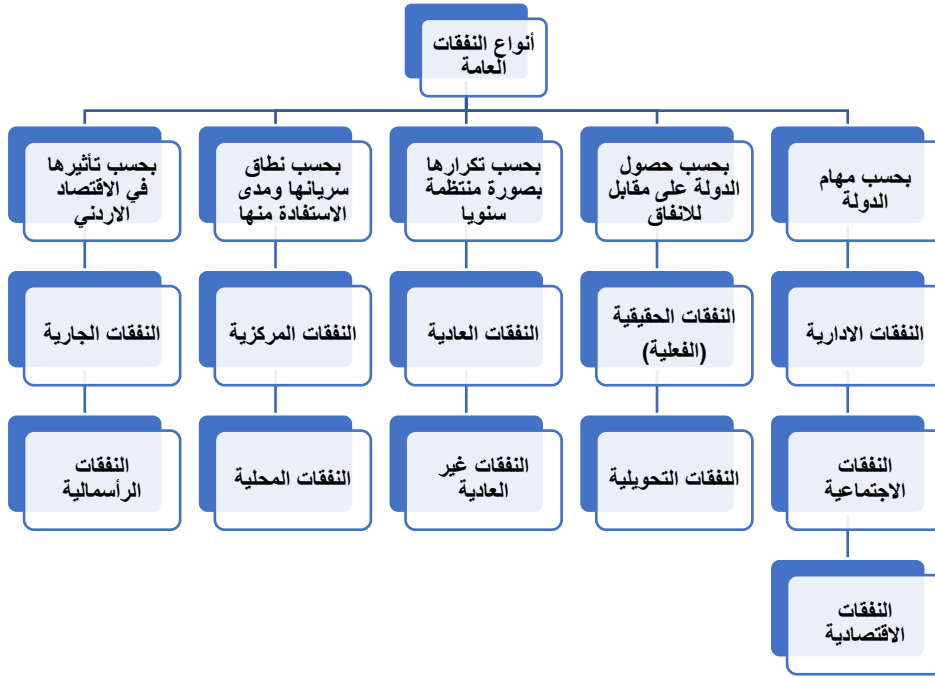 أنواع النفقات
العامة
بحسب مهام
الدولة
بحسب حصول
الدولة على مقابل
للانفاق
بحسب تكرارها
بصورة منتظمة
سنويا
بحسب نطاق
سريانها ومدى
الاستفادة منها
بحسب تأثيرها
في الاقتصاد
الاردني
النفقات الادارية
النفقات الحقيقية
(الفعلية)
النفقات العادية
النفقات المركزية
النفقات الجارية
النفقات
الاجتماعية
النفقات التحويلية
النفقات غير
العادية
النفقات المحلية
النفقات
الرأسمالية
النفقات
الاقتصادية